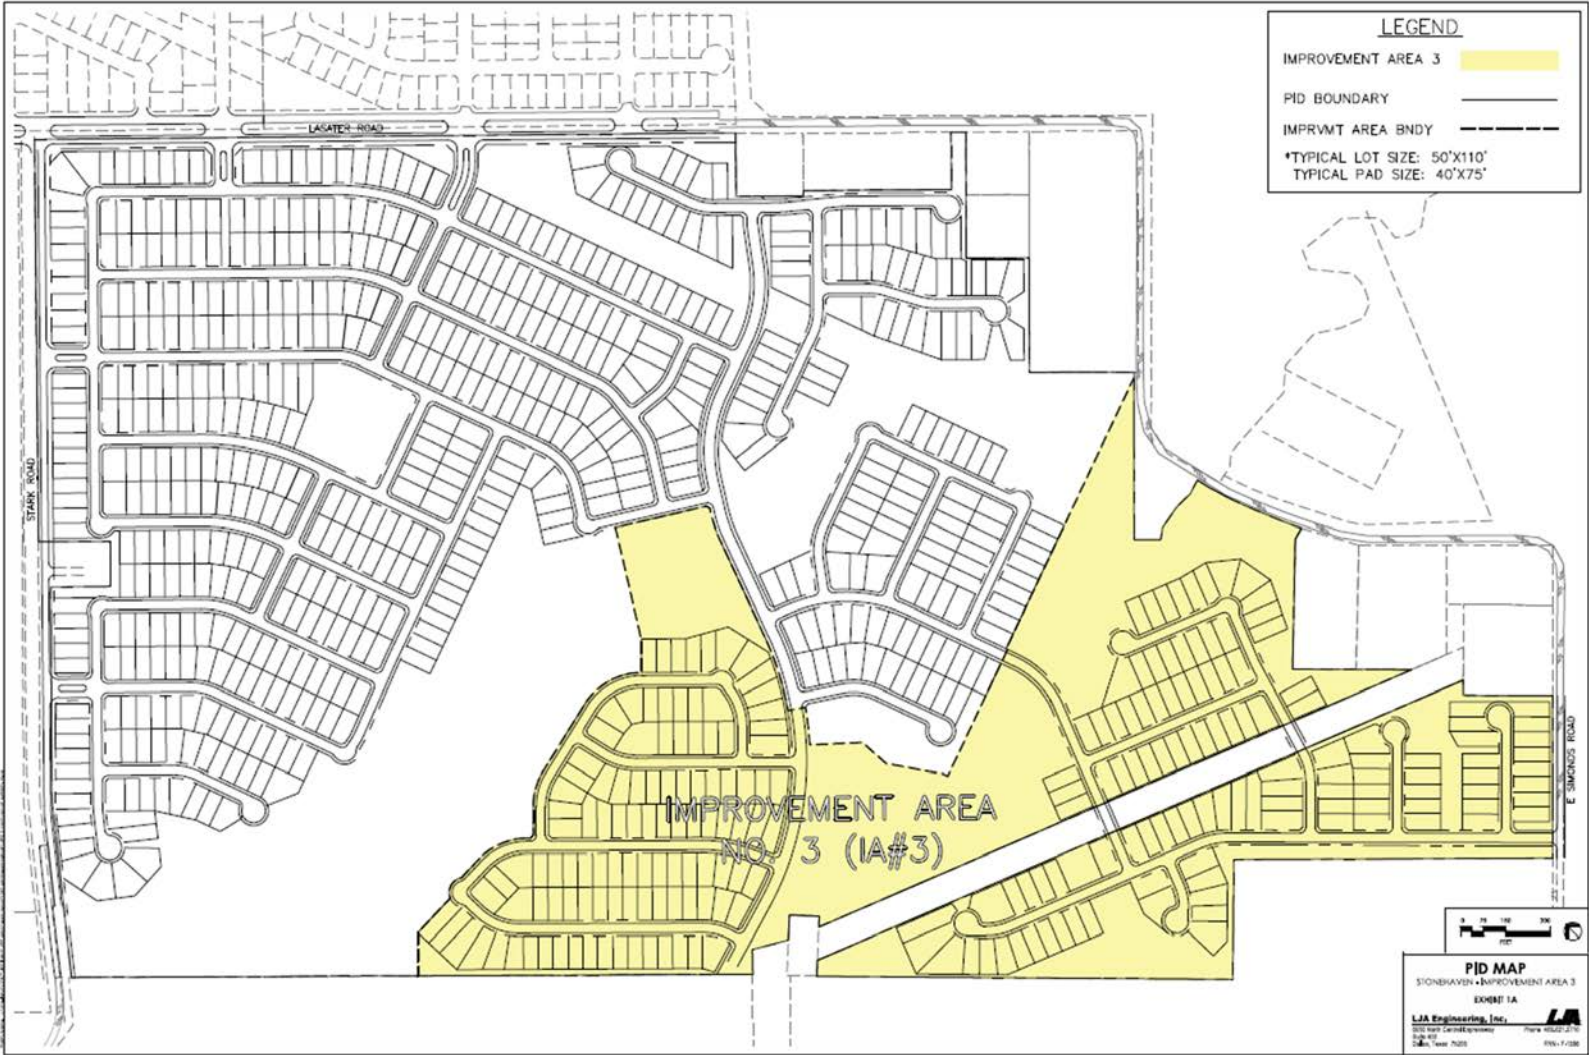 LEGEND
IMPROVEMENT AREA 3
PID BOUNDARY
IMPRVMT AREA BNDY
*TYPICAL LOT SIZE: 50'X110'
TYPICAL PAD SIZE: 40'X75'
LASATER ROAD
STARK ROAD
IMPROVEMENT AREA
NO. 3 (IA#3)
E SIMONDS ROAD
FEET
PID MAP
STONEHAVEN - IMPROVEMENT AREA 3
EXHIBIT 1A
LJA Engineering, Inc.
LJA